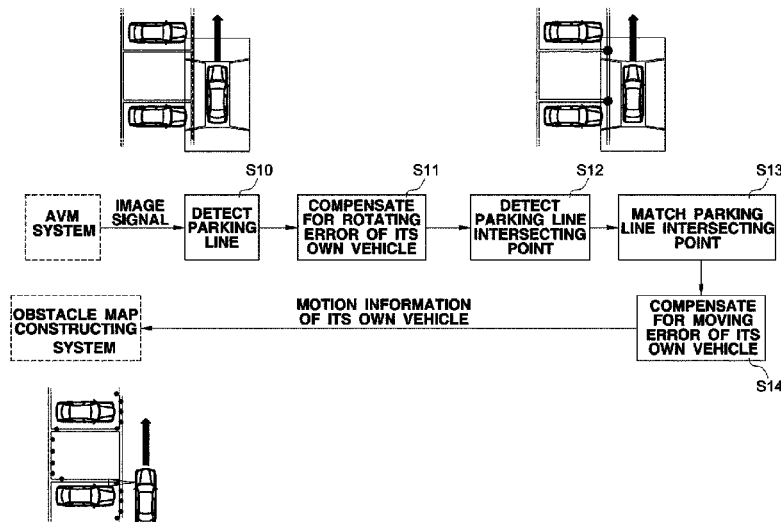 S10
S11
S12
S13
AVM
SYSTEM
IMAGE
SIGNAL
DETECT
PARKING
LINE
COMPENSATE
FOR ROTATING
ERROR OF ITS
OWN VEHICLE
DETECT
PARKING LINE
INTERSECTING
POINT
MATCH PARKING
LINE INTERSECTING
POINT
OBSTACLE MAP
CONSTRUCTING
SYSTEM
MOTION INFORMATION
OF ITS OWN VEHICLE
COMPENSATE
FOR MOVING
ERROR OF ITS
OWN VEHICLE
S14